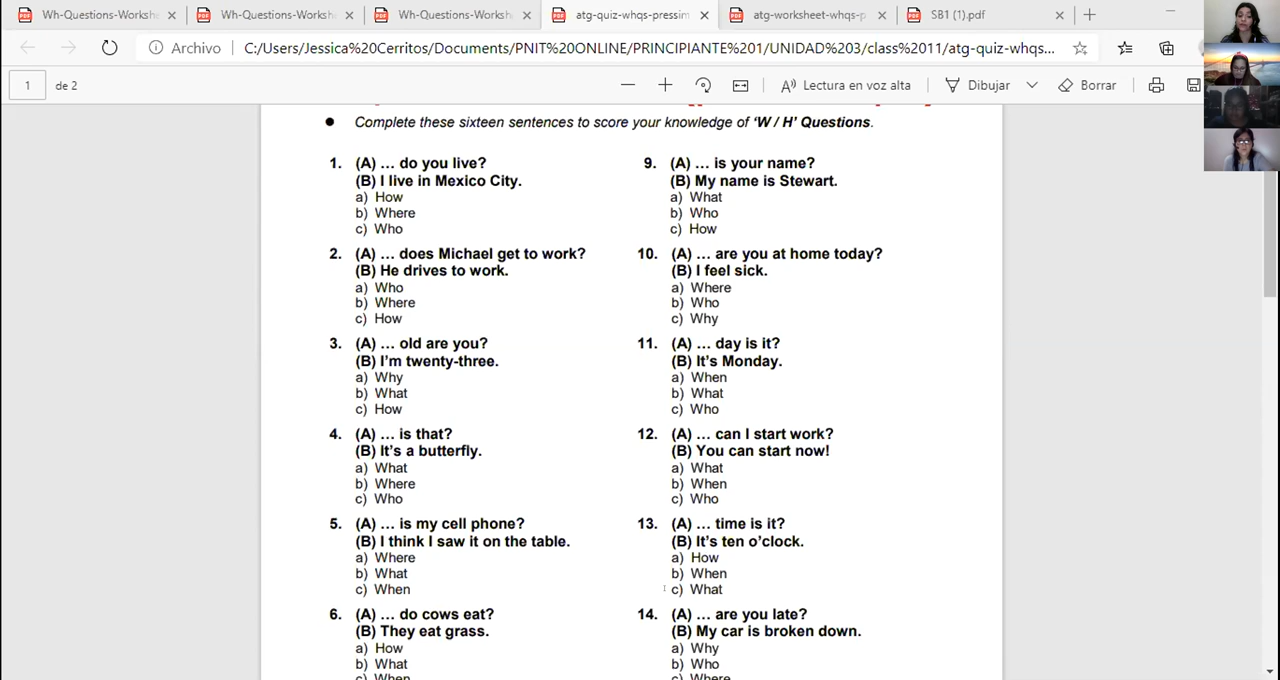 Wh-Questions-Works
Wh-Questions-Worksh
Wh-Questions-Worksh
atg-quiz-whqs-pressim
atg-worksheet-whqs-p
SB1 (1).pdf
Archivo
C:/Users/Jessica%20Cerritos/Documents/PNIT%20ONLINE/PRINCIPIANTE%201/UNIDAD%203/class%2011/atg-quiz-whqs...
1 de 2
Lectura en voz alta
Dibujar
Borrar
● Complete these sixteen sentences to score your knowledge of 'W / H' Questions.
1. (A) ... do you live?
(B) I live in Mexico City.
a) How
b) Where
c) Who
2. (A) ... does Michael get to work?
(B) He drives to work.
a) Who
b) Where
c) How
3. (A) ... old are you?
(B) I'm twenty-three.
a) Why
b) What
c) How
4. (A) ... is that?
(B) It's a butterfly.
a) What
b) Where
c) Who
5. (A) ... is my cell phone?
(B) I think I saw it on the table.
a) Where
b) What
c) When
6. (A) ... do cows eat?
(B) They eat grass.
a) How
b) What
c) When
9. (A) ... is your name?
(B) My name is Stewart.
a) What
b) Who
c) How
10. (A) ... are you at home today?
(B) I feel sick.
a) Where
b) Who
c) Why
11. (A) ... day is it?
(B) It's Monday.
a) When
b) What
c) Who
12. (A) ... can I start work?
(B) You can start now!
a) What
b) When
c) Who
13. (A) ... time is it?
(B) It's ten o'clock.
a) How
b) When
c) What
14. (A) ... are you late?
(B) My car is broken down.
a) Why
b) Who
c) Where